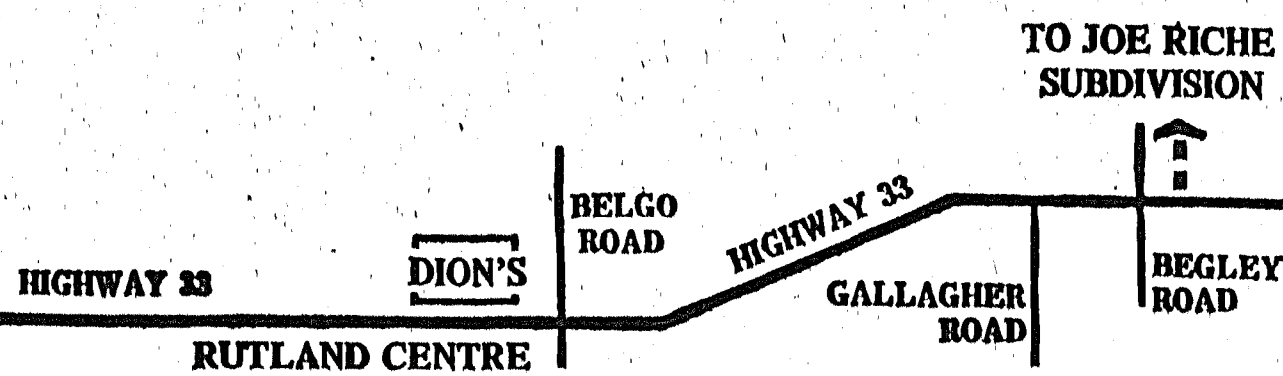 TO JOE RICHE
SUBDIVISION
BELGO
ROAD
HIGHWAY 33
DION'S
HIGHWAY 33
GALLAGHER
ROAD
BEGLEY
ROAD
RUTLAND CENTRE